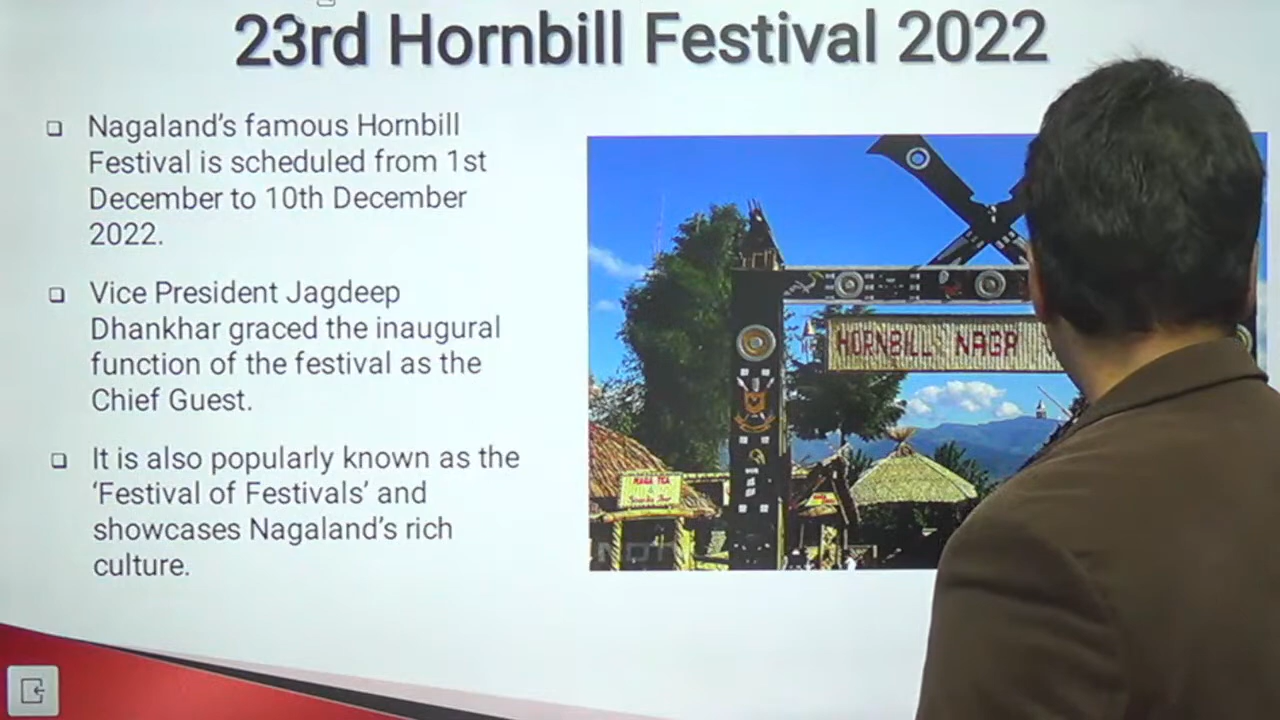 23rd Hornbill Festival 2022
Nagaland's famous Hornbill
Festival is scheduled from 1st
December to 10th December
2022.
Vice President Jagdeep
Dhankhar graced the inaugural
function of the festival as the
Chief Guest.
It is also popularly known as the
'Festival of Festivals' and
showcases Nagaland's rich
culture.
HORNBILL NAGA
NAGA TEA